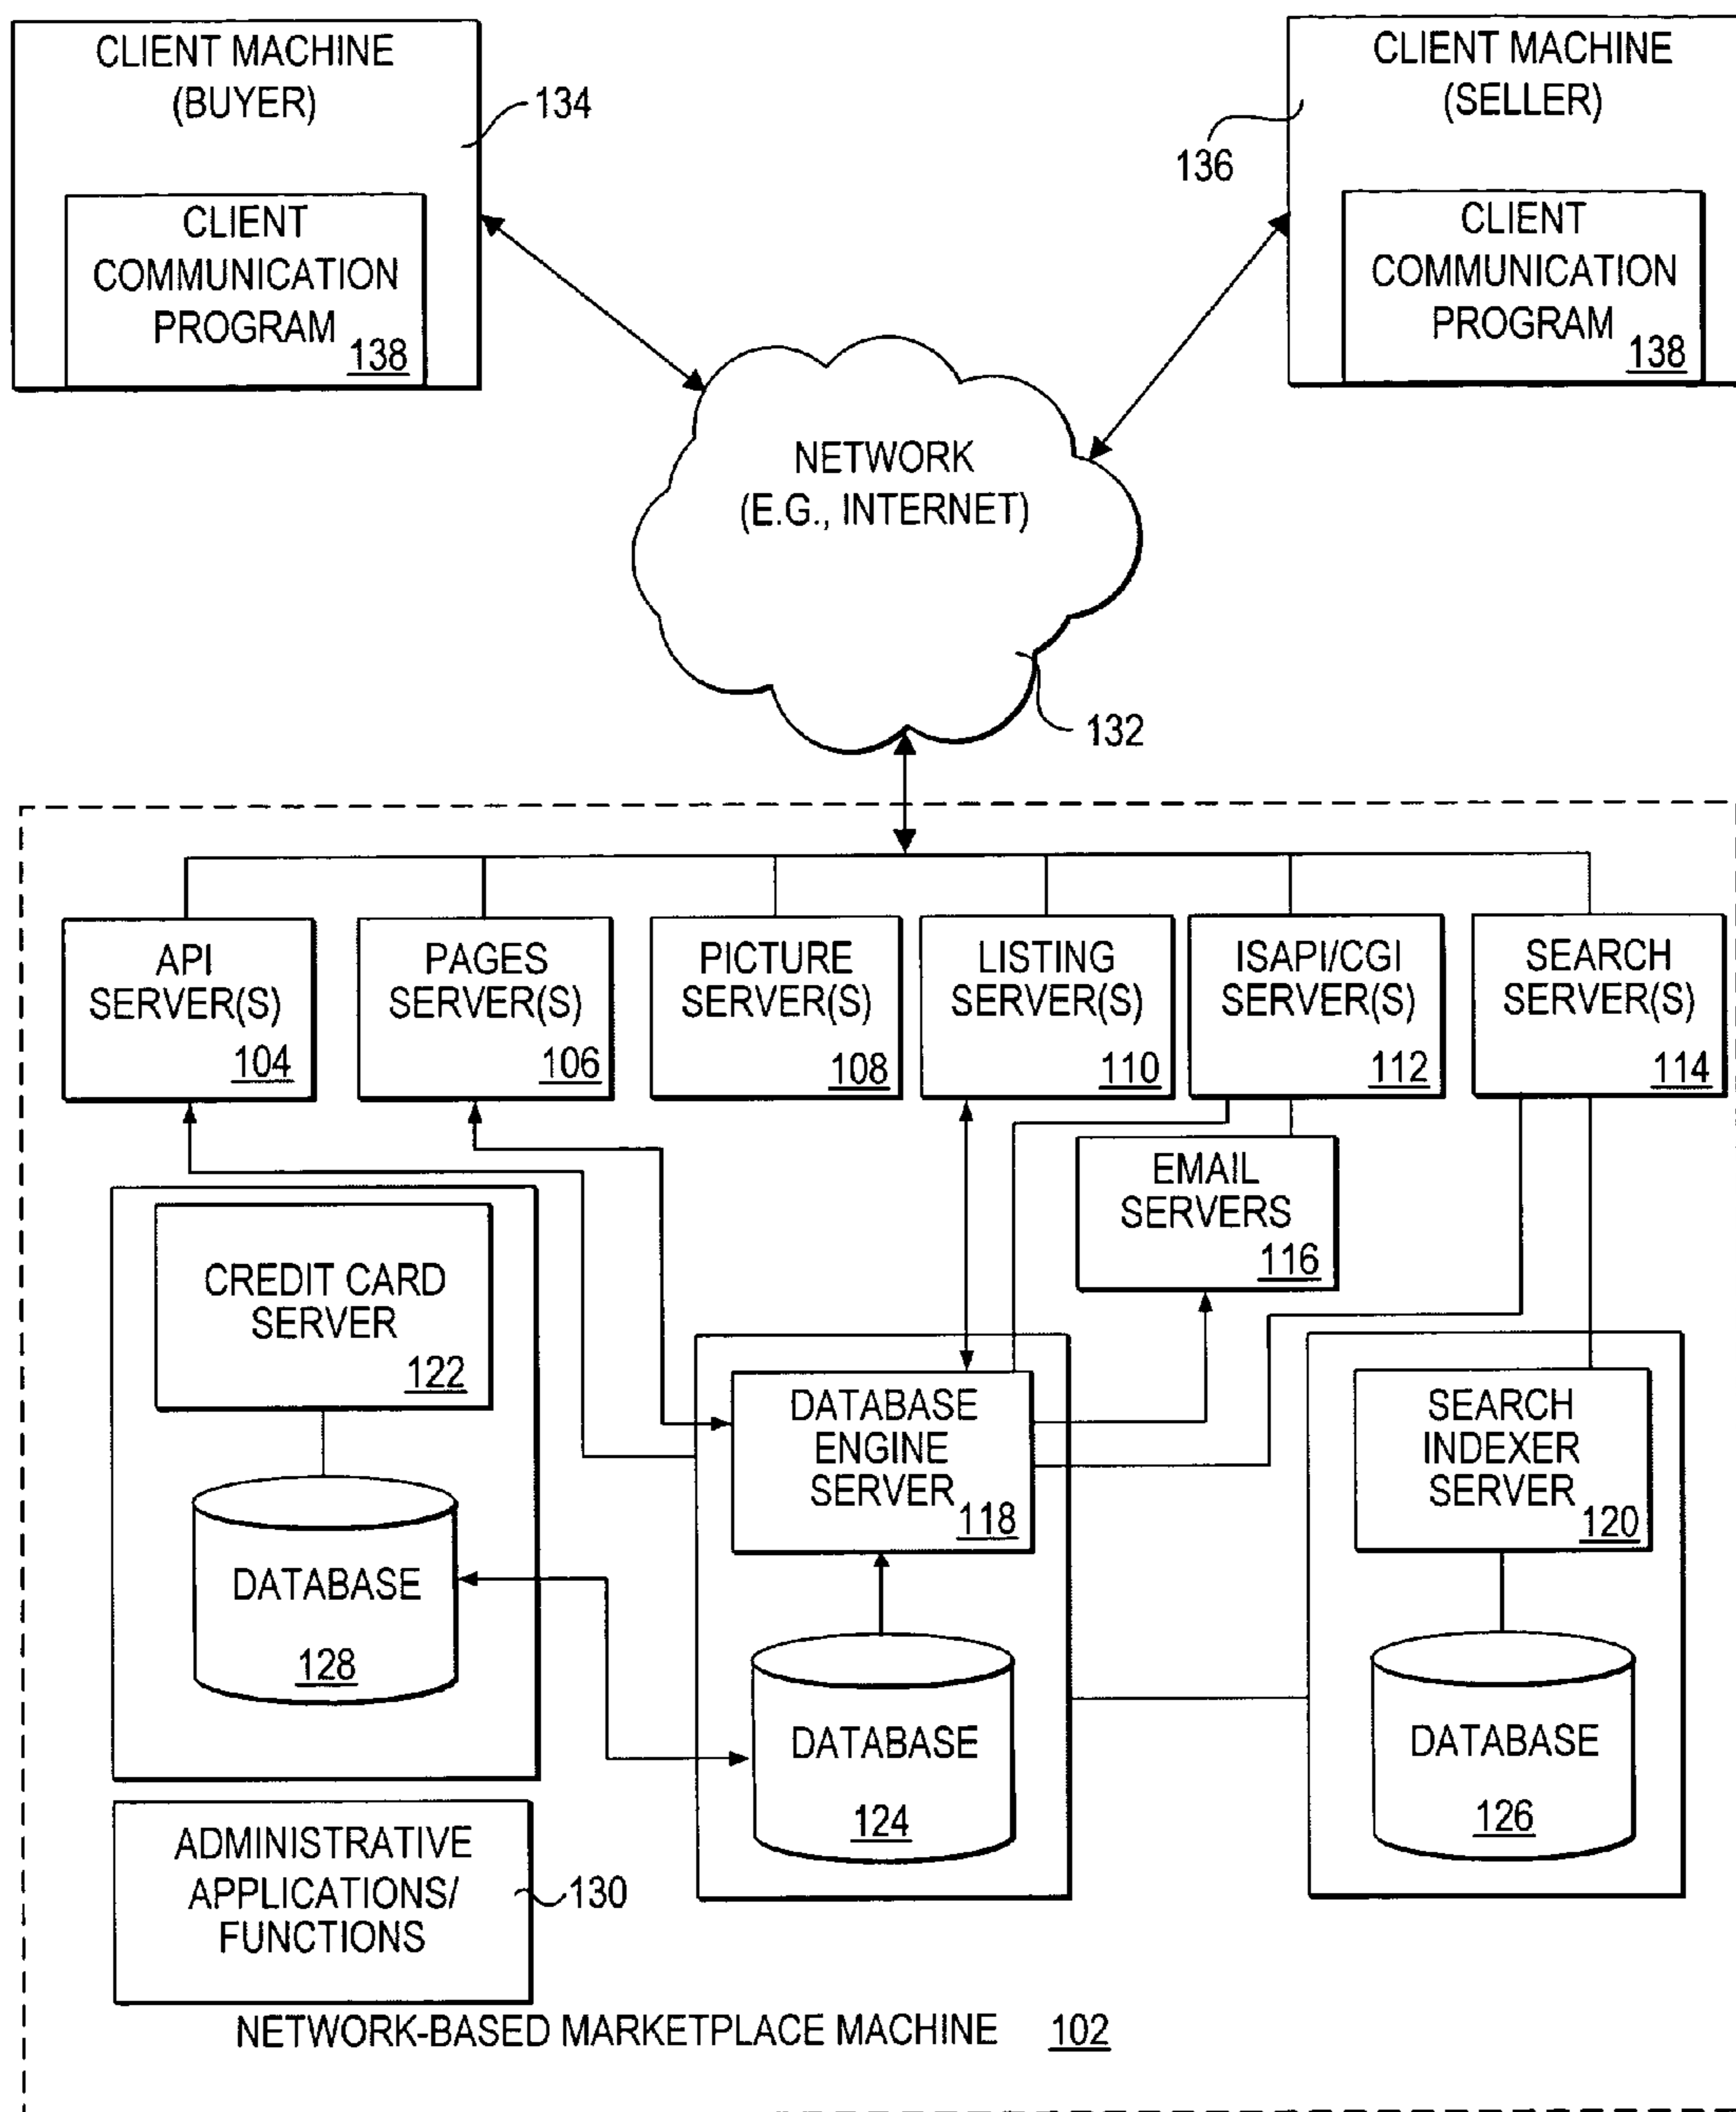 CLIENT MACHINE
(BUYER)
134
CLIENT
COMMUNICATION
PROGRAM
138
CLIENT MACHINE
(SELLER)
136
CLIENT
COMMUNICATION
PROGRAM
138
NETWORK
(E.G., INTERNET)
132
API
SERVER(S)
104
PAGES
SERVER(S)
106
PICTURE
SERVER(S)
108
LISTING
SERVER(S)
110
ISAPI/CGI
SERVER(S)
112
SEARCH
SERVER(S)
114
EMAIL
SERVERS
116
CREDIT CARD
SERVER
122
DATABASE
128
DATABASE
ENGINE
SERVER
118
DATABASE
124
SEARCH
INDEXER
SERVER
120
DATABASE
126
ADMINISTRATIVE
APPLICATIONS/
FUNCTIONS
130
NETWORK-BASED MARKETPLACE MACHINE 102